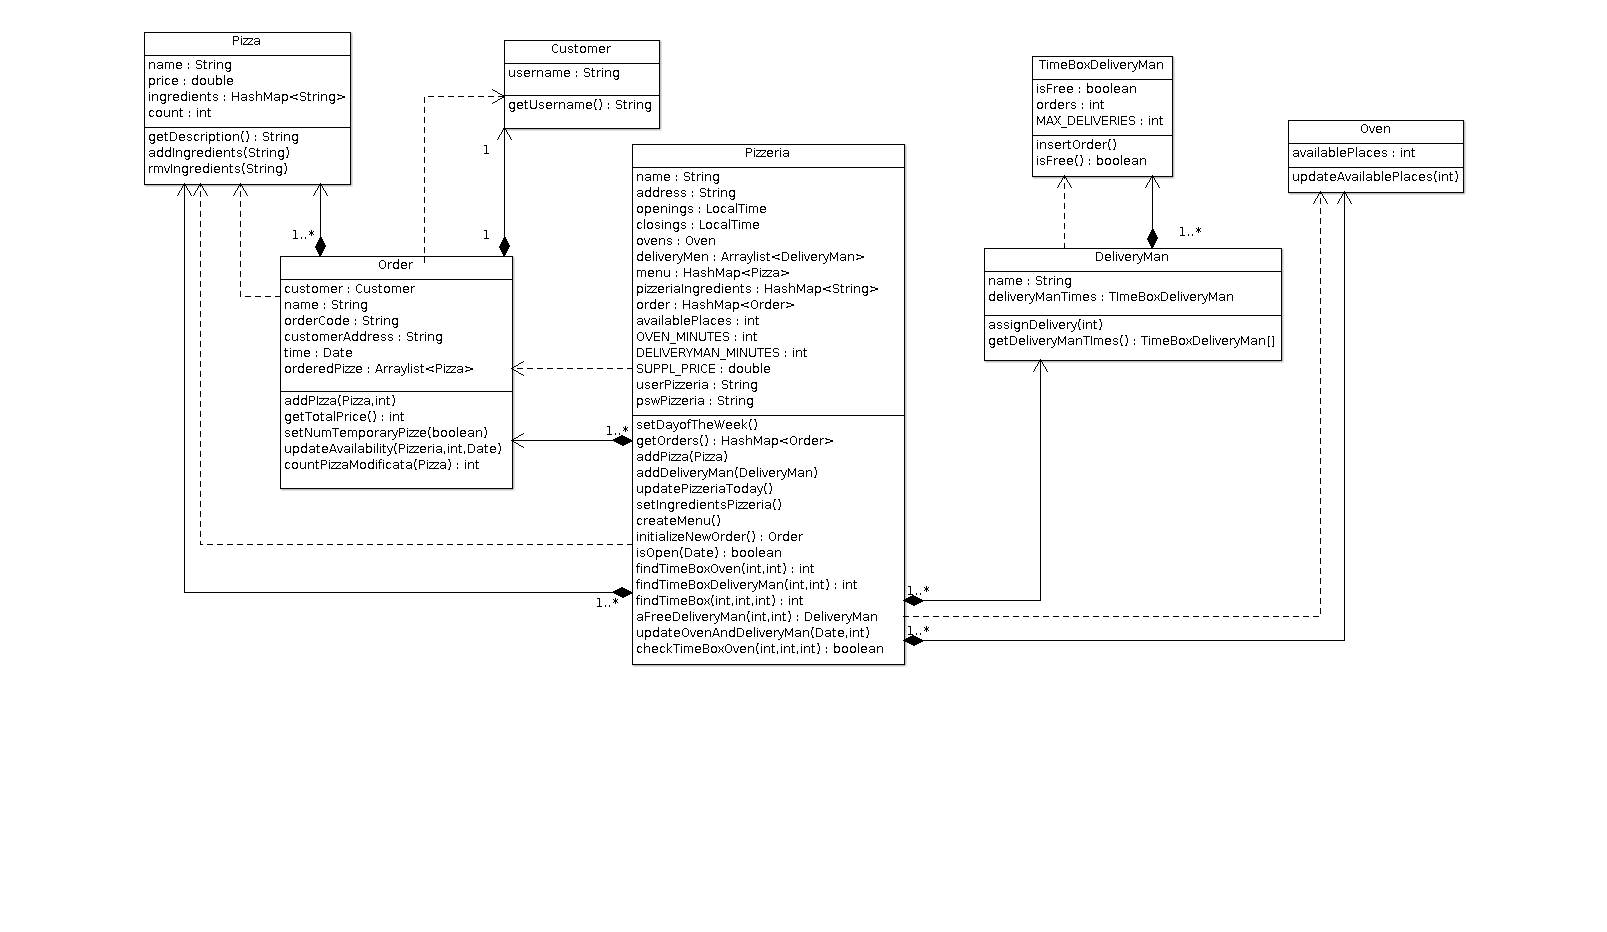 Pizza
name : String
price : double
ingredients : HashMap<String>
count : int
getDescription() : String
addIngredients(String)
rmvIngredients(String)
Customer
username : String
getUsername() : String
1
1
1..*
Order
customer : Customer
name : String
orderCode : String
customerAddress : String
time : Date
orderedPizze : Arraylist<Pizza>
addPIzza(Pizza,int)
getTotalPrice() : int
setNumTemporaryPizze(boolean)
updateAvailability(Pizzeria,int,Date)
countPizzaModificata(Pizza) : int
1..*
1..*
Pizzeria
name : String
address : String
openings : LocalTime
closings : LocalTime
ovens : Oven
deliveryMen : Arraylist<DeliveryMan>
menu : HashMap<Pizza>
pizzeriaIngredients : HashMap<String>
order : HashMap<Order>
availablePlaces : int
OVEN_MINUTES : int
DELIVERYMAN_MINUTES : int
SUPPL_PRICE : double
userPizzeria : String
pswPizzeria : String
setDayofTheWeek()
getOrders() : HashMap<Order>
addPizza(Pizza)
addDeliveryMan(DeliveryMan)
updatePizzeriaToday()
setIngredientsPizzeria()
createMenu()
initializeNewOrder() : Order
isOpen(Date) : boolean
findTimeBoxOven(int,int) : int
findTimeBoxDeliveryMan(int,int) : int
findTimeBox(int,int,int) : int
aFreeDeliveryMan(int,int) : DeliveryMan
updateOvenAndDeliveryMan(Date,int)
checkTimeBoxOven(int,int,int) : boolean
1..*
1..*
TimeBoxDeliveryMan
isFree : boolean
orders : int
MAX_DELIVERIES : int
insertOrder()
isFree() : boolean
1..*
DeliveryMan
name : String
deliveryManTimes : TImeBoxDeliveryMan
assignDelivery(int)
getDeliveryManTImes() : TimeBoxDeliveryMan[]
Oven
availablePlaces : int
updateAvailablePlaces(int)